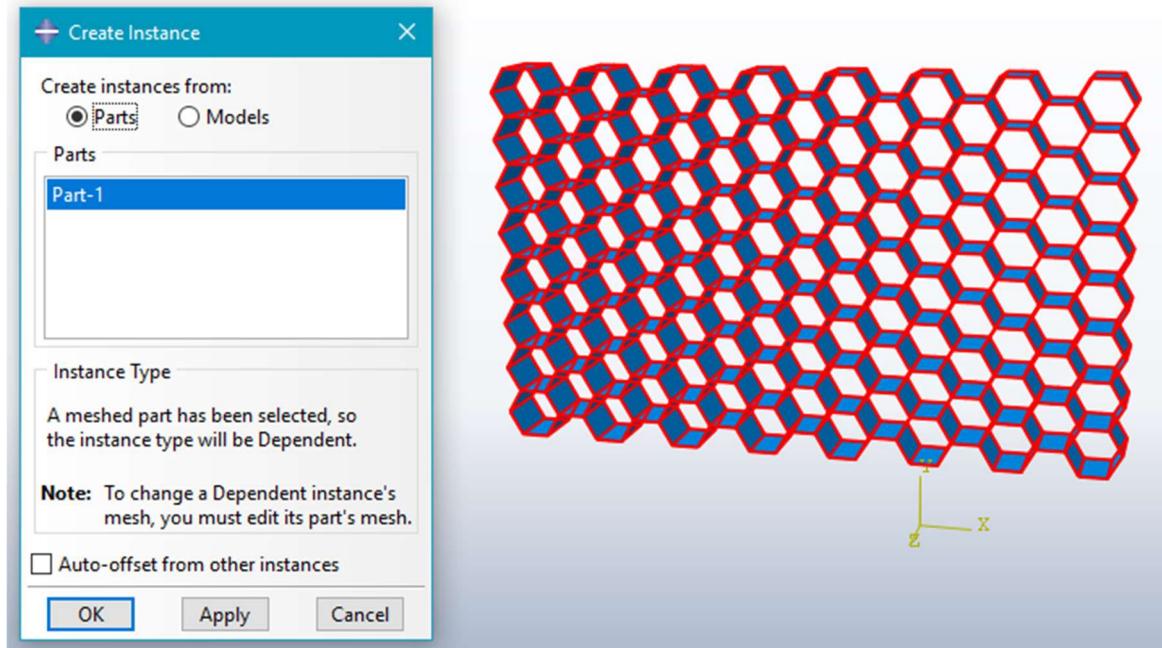 Create Instance
Create instances from:
Parts Models
Parts
Part-1
Instance Type
A meshed part has been selected, so
the instance type will be Dependent.
Note: To change a Dependent instance's
mesh, you must edit its part's mesh.
Auto-offset from other instances
OK Apply Cancel
Y
X
Z